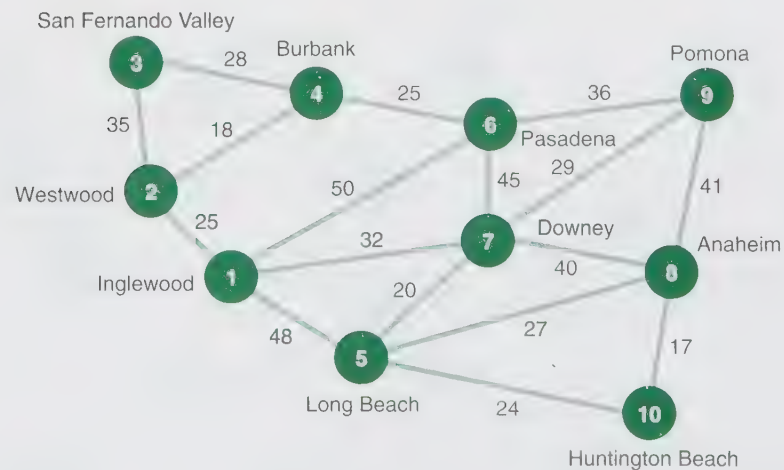 San Fernando Valley
Burbank
Pomona
3
28
4
25
36
9
6
Pasadena
35
18
45
29
41
50
Westwood
2
25
32
7
Downey
Anaheim
Inglewood
1
40
8
20
48
27
17
5
Long Beach
24
10
Huntington Beach